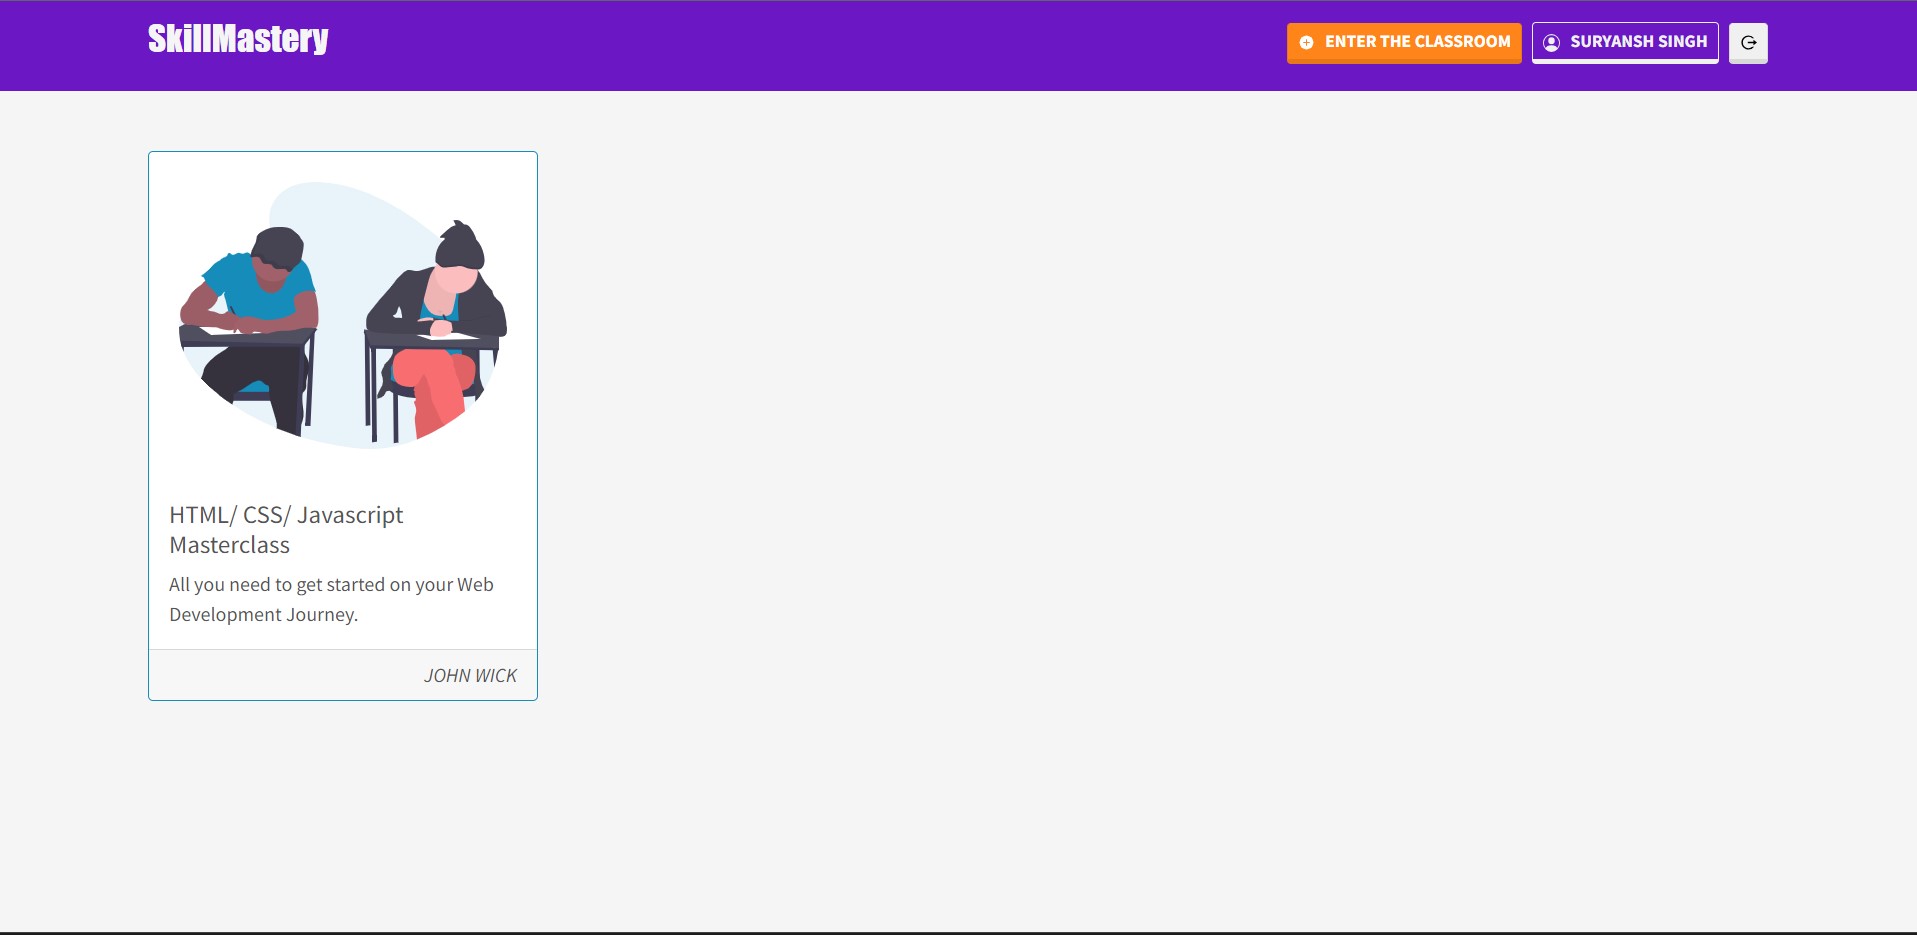 SkillMastery
ENTER THE CLASSROOM
SURYANSH SINGH
HTML/ CSS/ Javascript
Masterclass
All you need to get started on your Web
Development Journey.
JOHN WICK